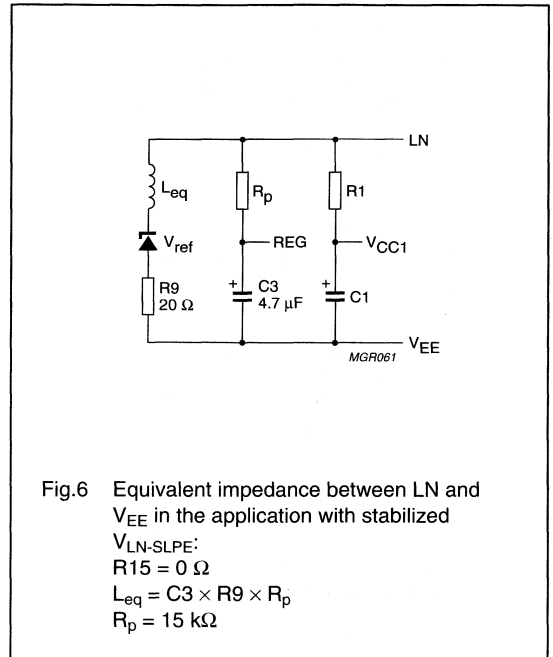 LN
Leq
Rp
R1
Vref
REG
VCC1
R9
20 Ω
+
C3
4.7 μF
+
C1
MGR061
VEE
Fig.6 Equivalent impedance between LN and
VEE in the application with stabilized
VLN-SLPE:
R15 = 0 Ω
Leq = C3 × R9 × Rp
Rp = 15 kΩ